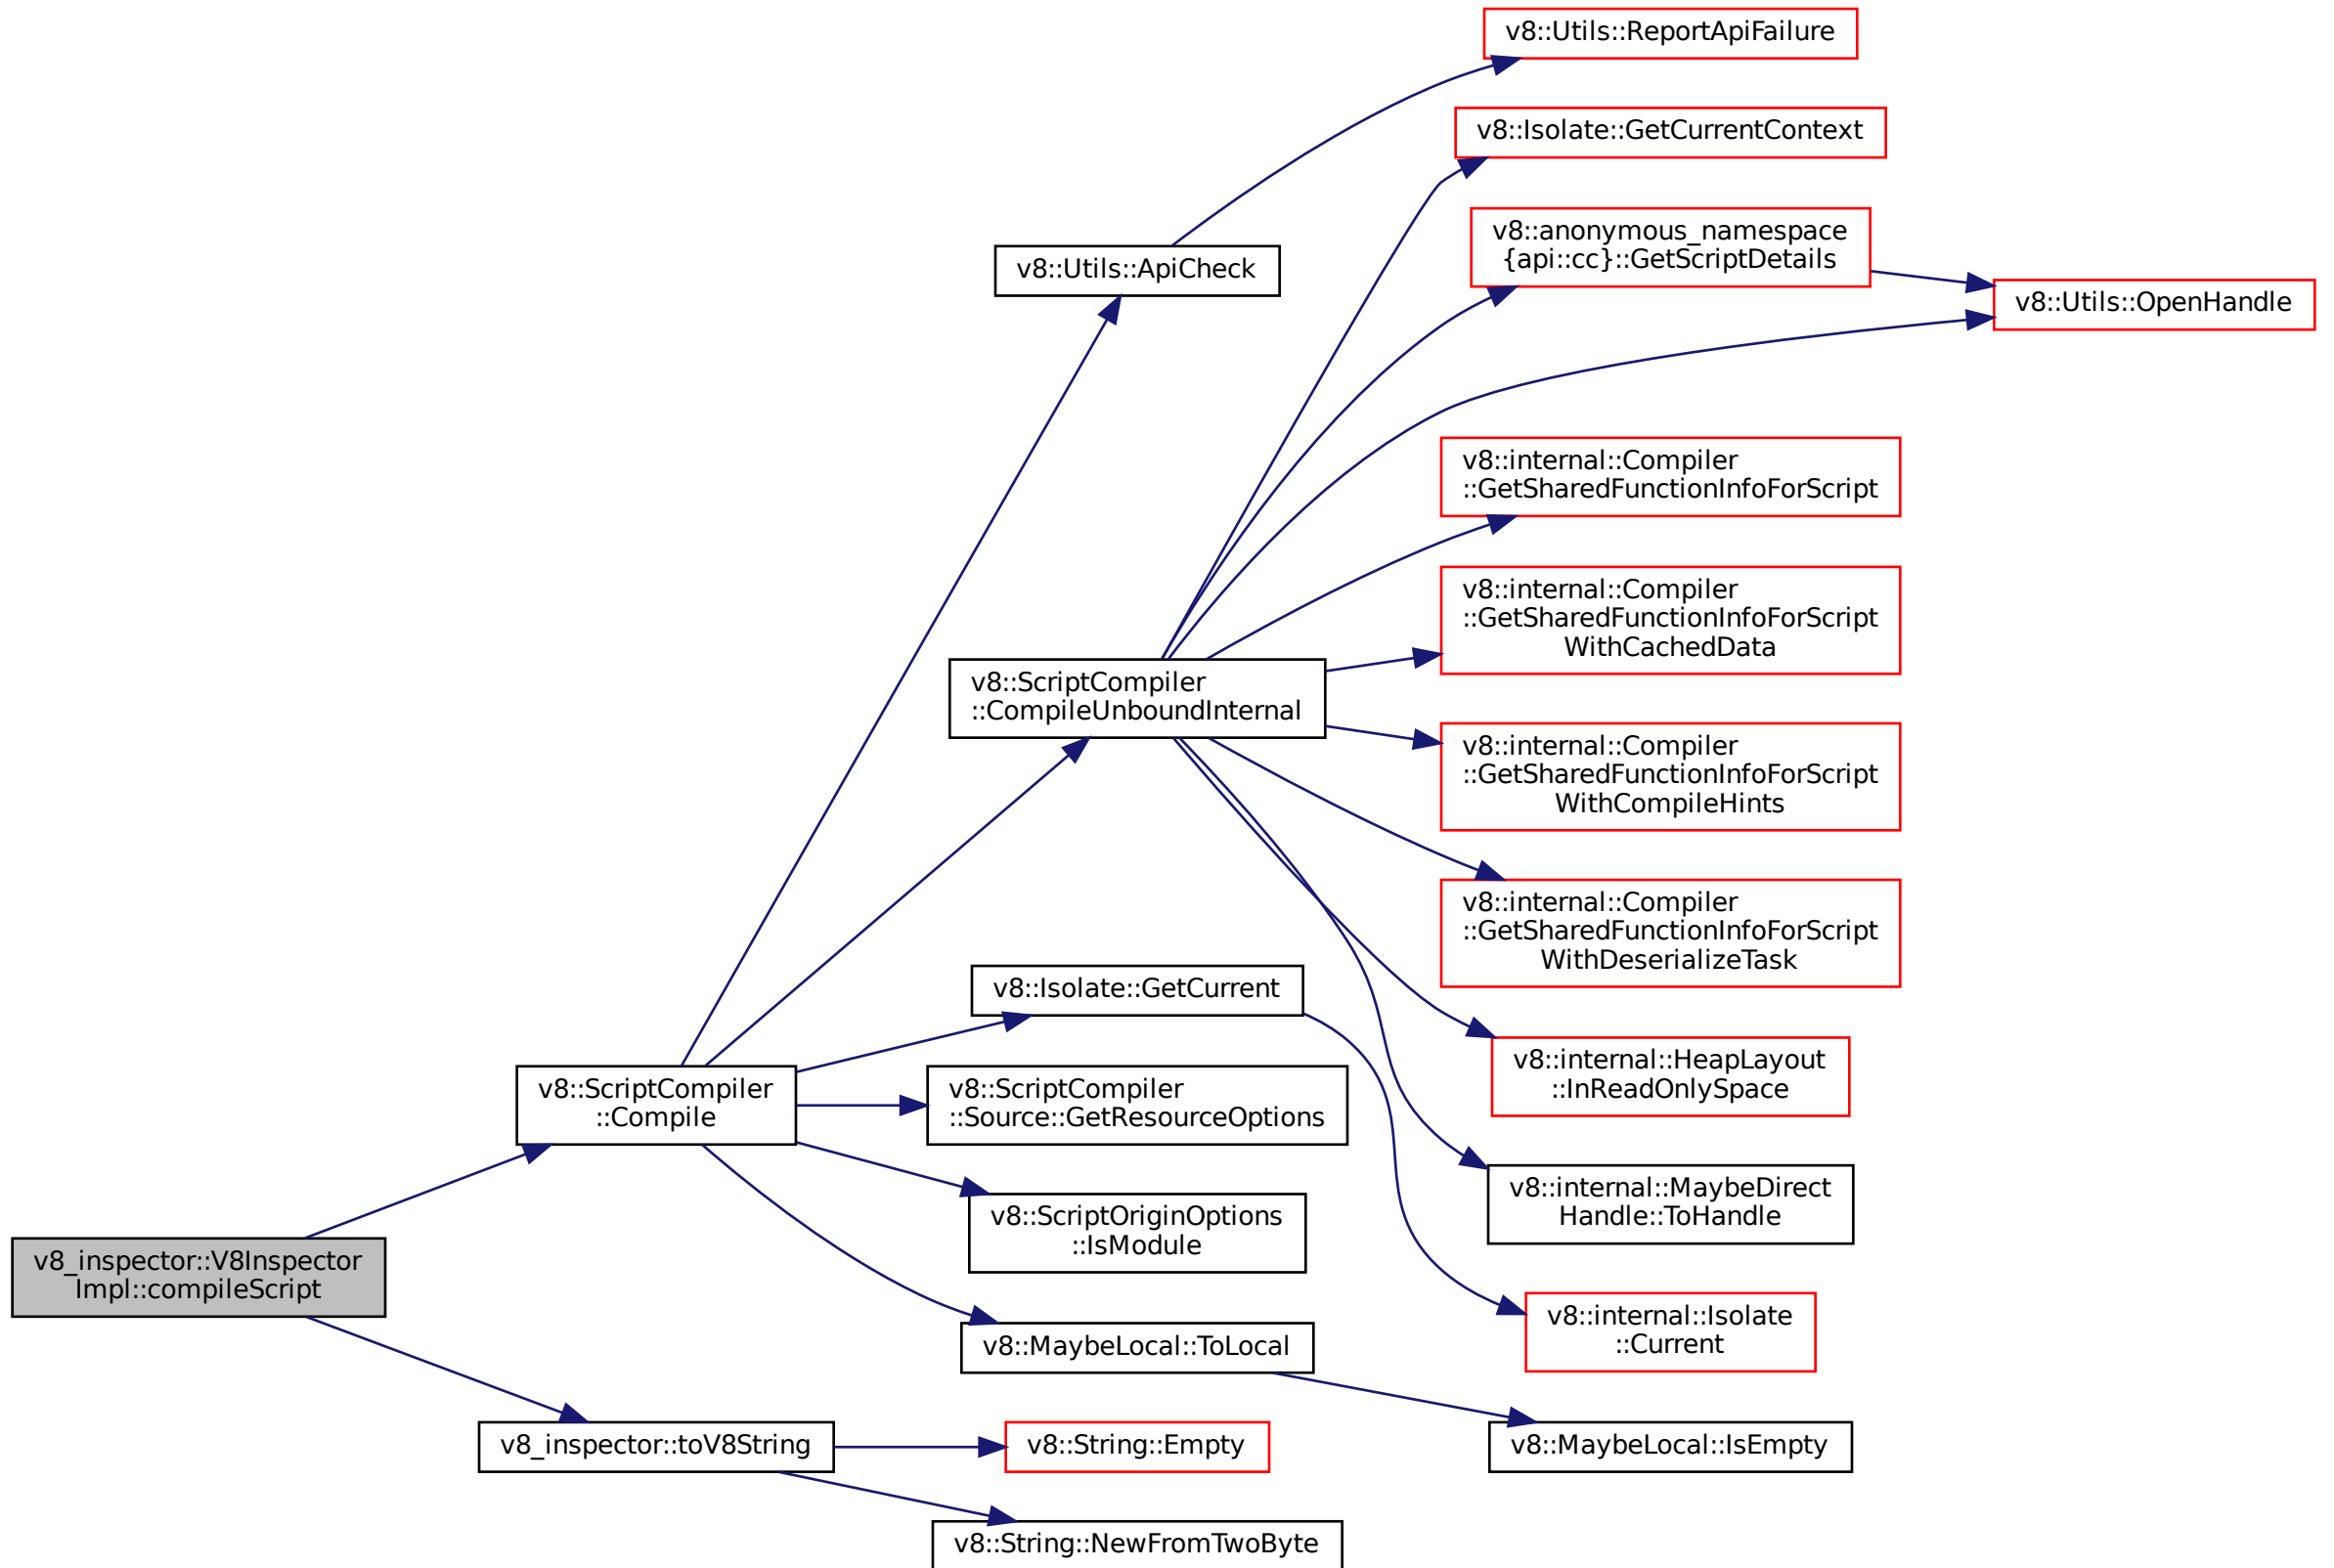 v8::Utils::ReportApiFailure
v8::Isolate::GetCurrentContext
v8::anonymous_namespace
{api::cc}::GetScriptDetails
v8::Utils::ApiCheck
v8::Utils::OpenHandle
v8::internal::Compiler
::GetSharedFunctionInfoForScript
v8::internal::Compiler
::GetSharedFunctionInfoForScript
WithCachedData
v8::ScriptCompiler
::CompileUnboundInternal
v8::internal::Compiler
::GetSharedFunctionInfoForScript
WithCompileHints
v8::internal::Compiler
::GetSharedFunctionInfoForScript
WithDeserializeTask
v8::Isolate::GetCurrent
v8::internal::HeapLayout
::InReadOnlySpace
v8::ScriptCompiler
::Compile
v8::ScriptCompiler
::Source::GetResourceOptions
v8::ScriptOriginOptions
::IsModule
v8::internal::MaybeDirect
Handle::ToHandle
v8_inspector::V8Inspector
Impl::compileScript
v8::MaybeLocal::ToLocal
v8::internal::Isolate
::Current
v8_inspector::toV8String
v8::String::Empty
v8::MaybeLocal::IsEmpty
v8::String::NewFromTwoByte